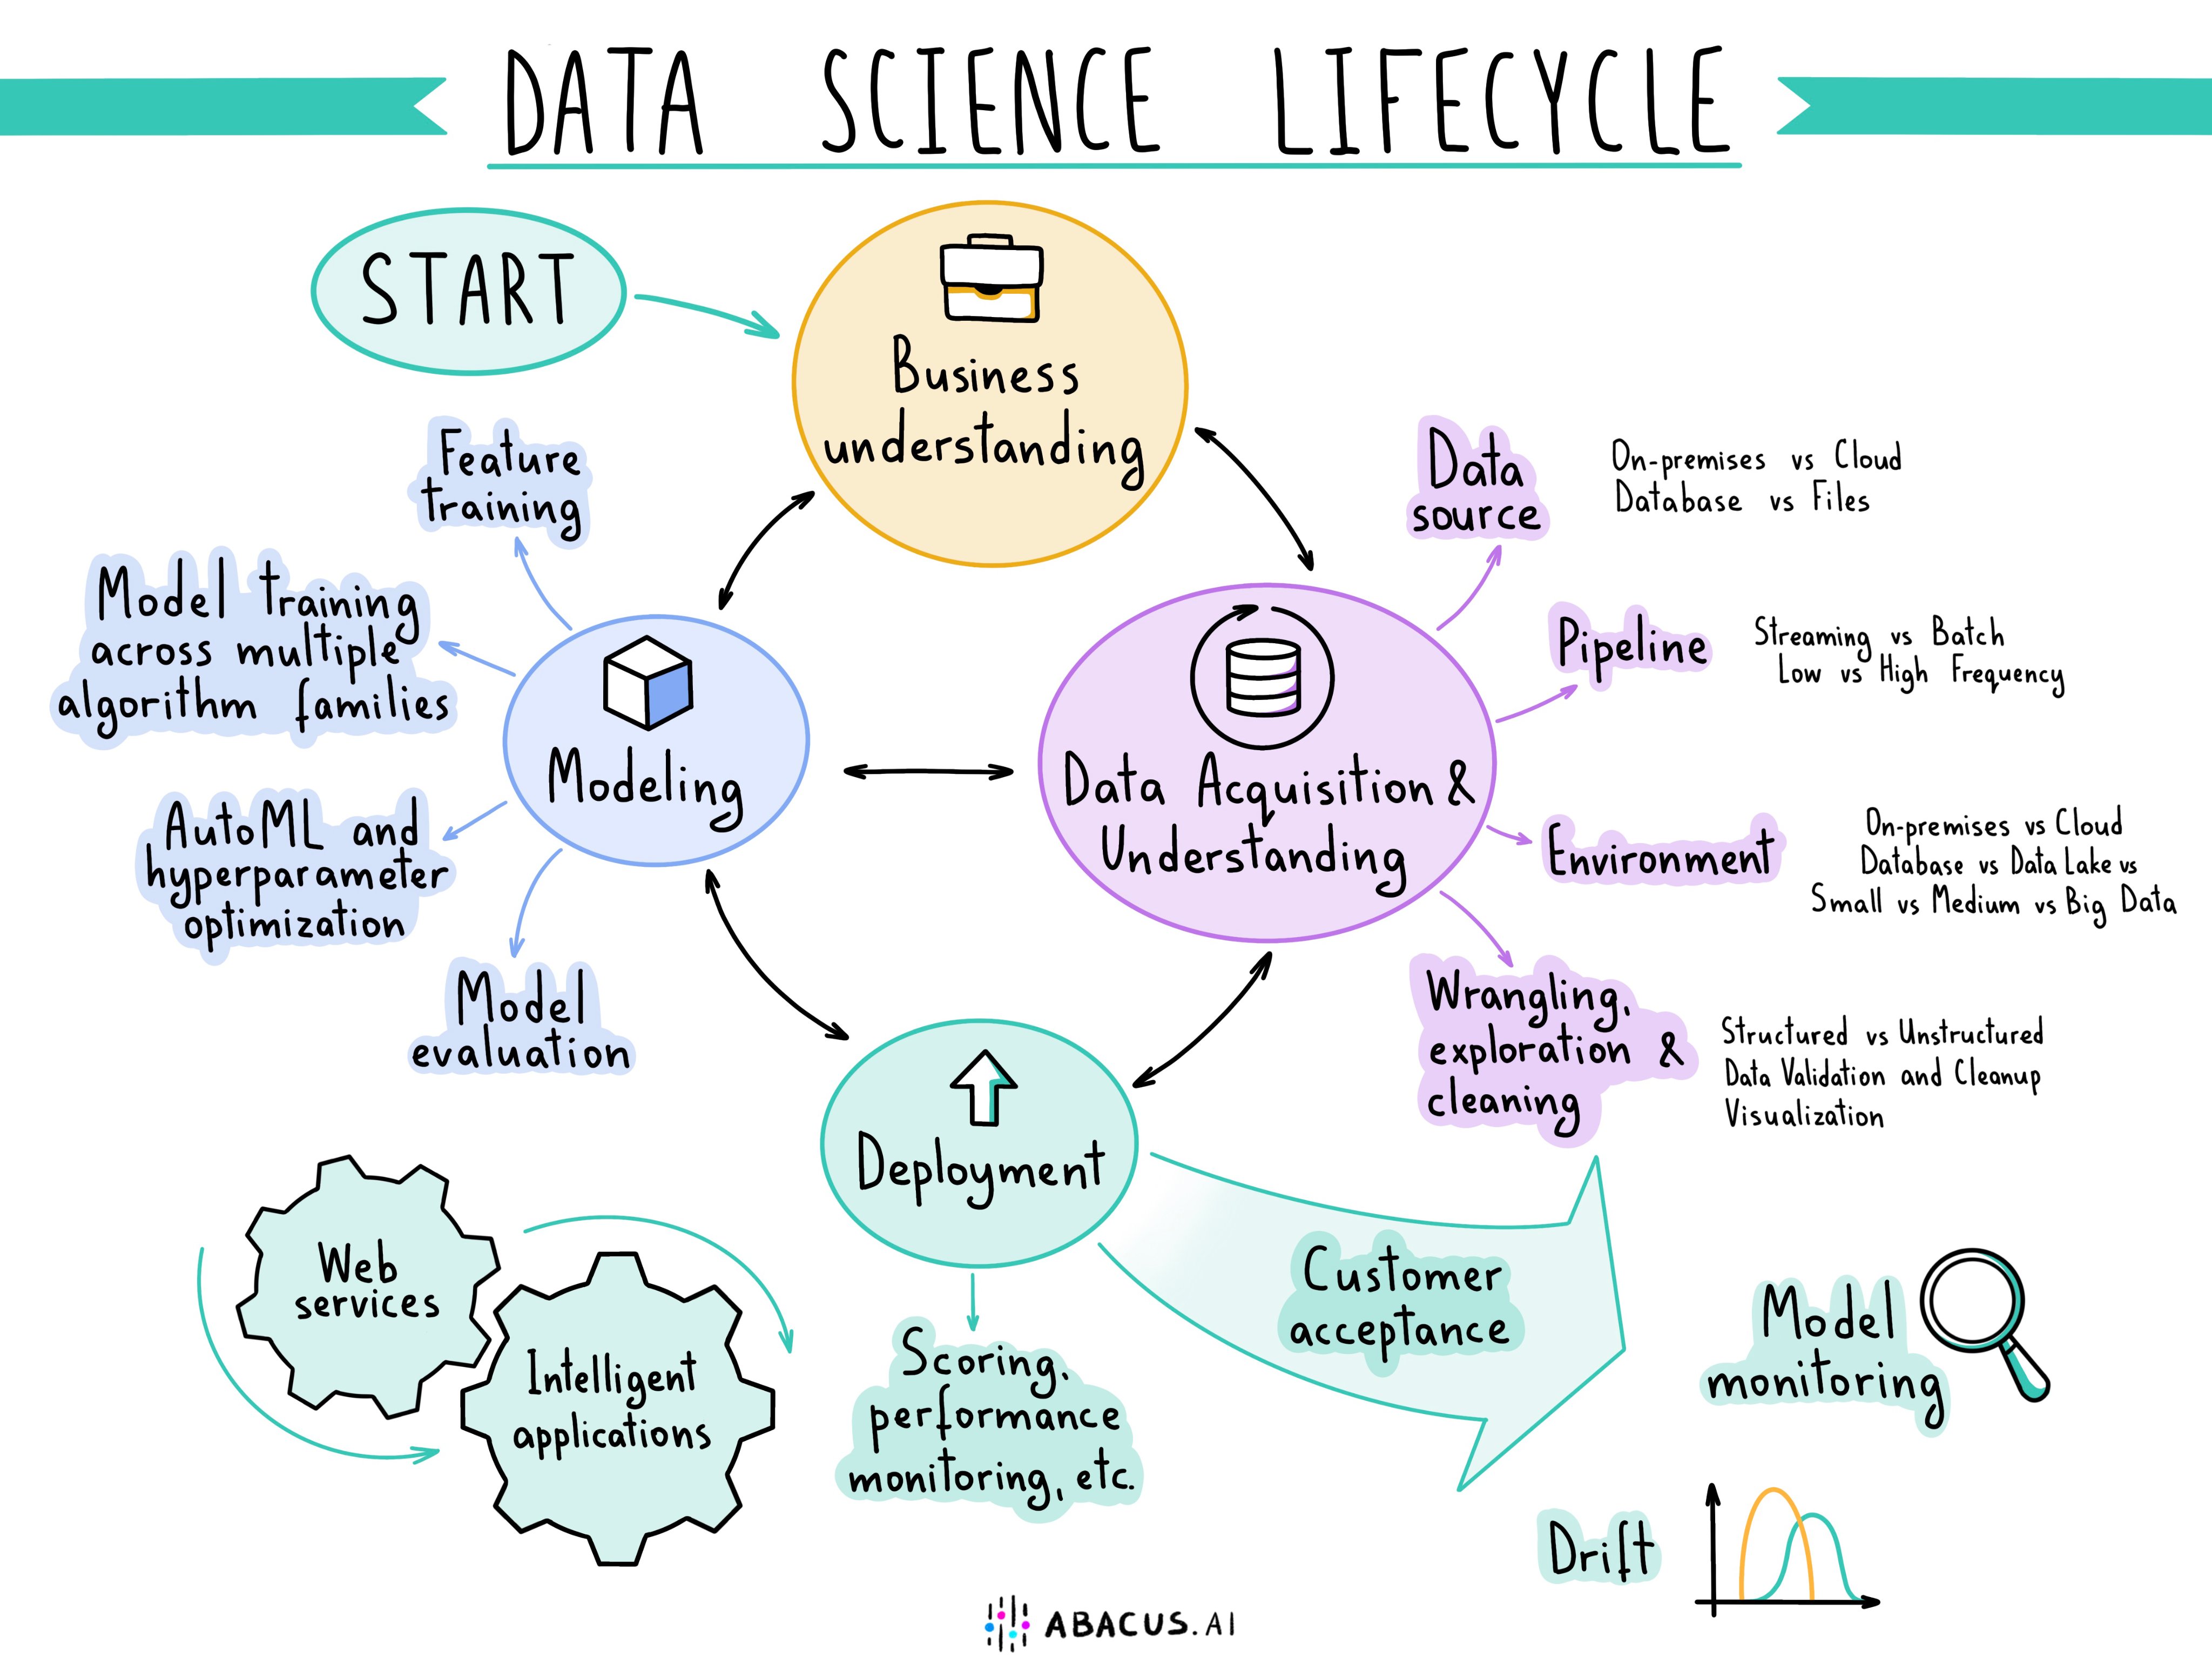 DATA SCIENCE LIFECYCLE
START
Business
understanding
Feature
training
Model training
across multiple
algorithm families
AutoML and
hyperparameter
optimization
Model
evaluation
Modeling
Data Acquisition &
Understanding
Data
source
On-premises vs Cloud
Database vs Files
Pipeline
Streaming vs Batch
Low vs High Frequency
Environment
On-premises vs Cloud
Database vs Data Lake vs
Small vs Medium vs Big Data
Wrangling,
exploration &
cleaning
Structured vs Unstructured
Data Validation and Cleanup
Visualization
Deployment
Web
services
Intelligent
applications
Scoring,
performance
monitoring, etc.
Customer
acceptance
Model
monitoring
Drift
ABACUS.AI